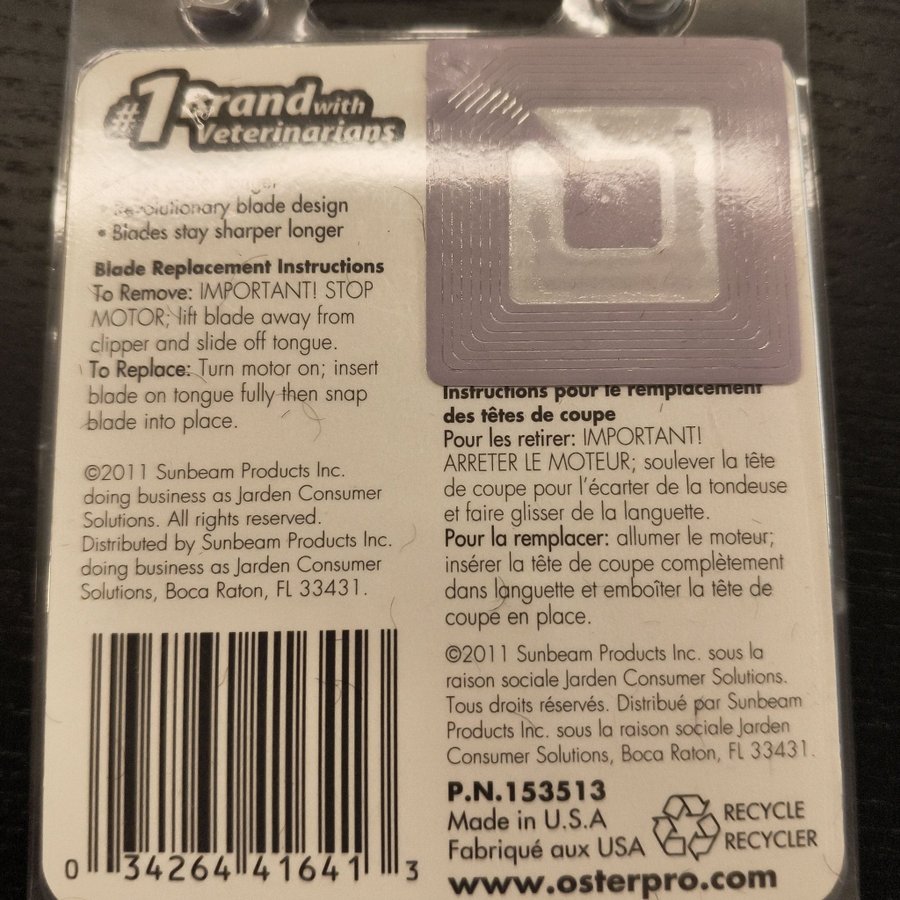 #1 Brand with
Veterinarians
• Revolutionary blade design
• Blades stay sharper longer
Blade Replacement Instructions
To Remove: IMPORTANT! STOP
MOTOR; lift blade away from
clipper and slide off tongue.
To Replace: Turn motor on; insert
blade on tongue fully then snap
blade into place.
©2011 Sunbeam Products Inc.
doing business as Jarden Consumer
Solutions. All rights reserved.
Distributed by Sunbeam Products Inc.
doing business as Jarden Consumer
Solutions, Boca Raton, FL 33431.
0 34264 41641 3
Instructions pour le remplacement
des têtes de coupe
Pour les retirer: IMPORTANT!
ARRETER LE MOTEUR; soulever la tête
de coupe pour l'écarter de la tondeuse
et faire glisser de la languette.
Pour la remplacer: allumer le moteur;
insérer la tête de coupe complètement
dans languette et emboîter la tête de
coupe en place.
©2011 Sunbeam Products Inc. sous la
raison sociale Jarden Consumer Solutions.
Tous droits réservés. Distribué par Sunbeam
Products Inc. sous la raison sociale Jarden
Consumer Solutions, Boca Raton, FL 33431.
P.N.153513
Made in U.S.A
Fabriqué aux USA
RECYCLE
RECYCLER
www.osterpro.com